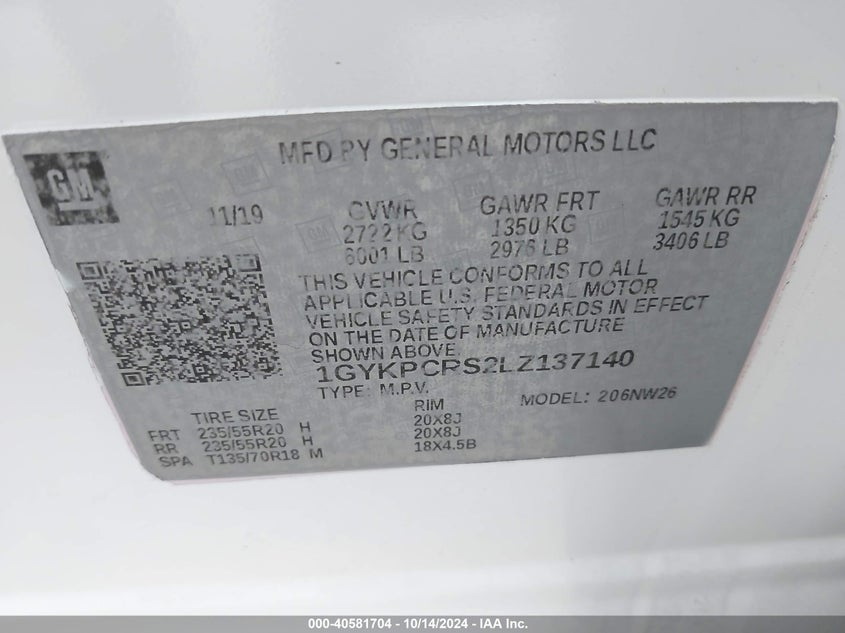 MFD BY GENERAL MOTORS LLC
GM
11/19 GVWR GAWR FRT GAWR RR
2722 KG 1350 KG 1545 KG
6001 LB 2976 LB 3406 LB
THIS VEHICLE CONFORMS TO ALL
APPLICABLE U.S. FEDERAL MOTOR
VEHICLE SAFETY STANDARDS IN EFFECT
ON THE DATE OF MANUFACTURE
SHOWN ABOVE.
1GYKPCRS2LZ137140
TYPE: M.P.V. MODEL: 206NW26
TIRE SIZE RIM
FRT 235/55R20 H 20X8J
RR 235/55R20 H 20X8J
SPA T135/70R18 M 18X4.5B
000-40581704 - 10/14/2024 - IAA Inc.